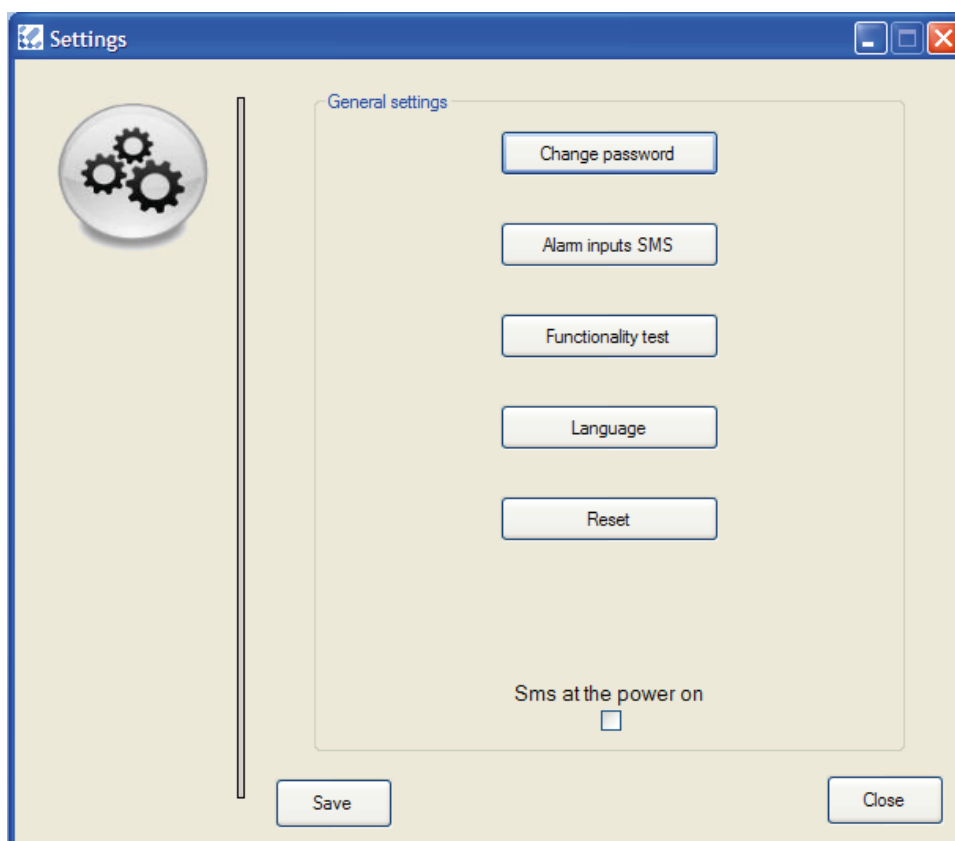 Settings
General settings
Change password
Alarm inputs SMS
Functionality test
Language
Reset
Sms at the power on
Save
Close